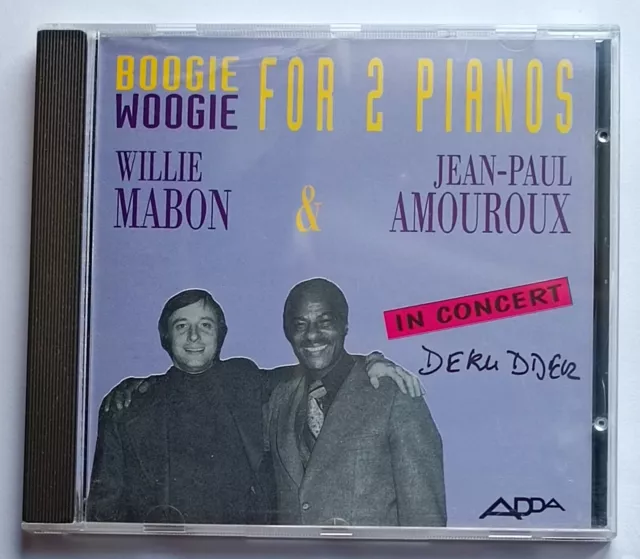 BOOGIE WOOGIE FOR 2 PIANOS
WILLIE MABON
&
JEAN-PAUL AMOUROUX
IN CONCERT
ADDA